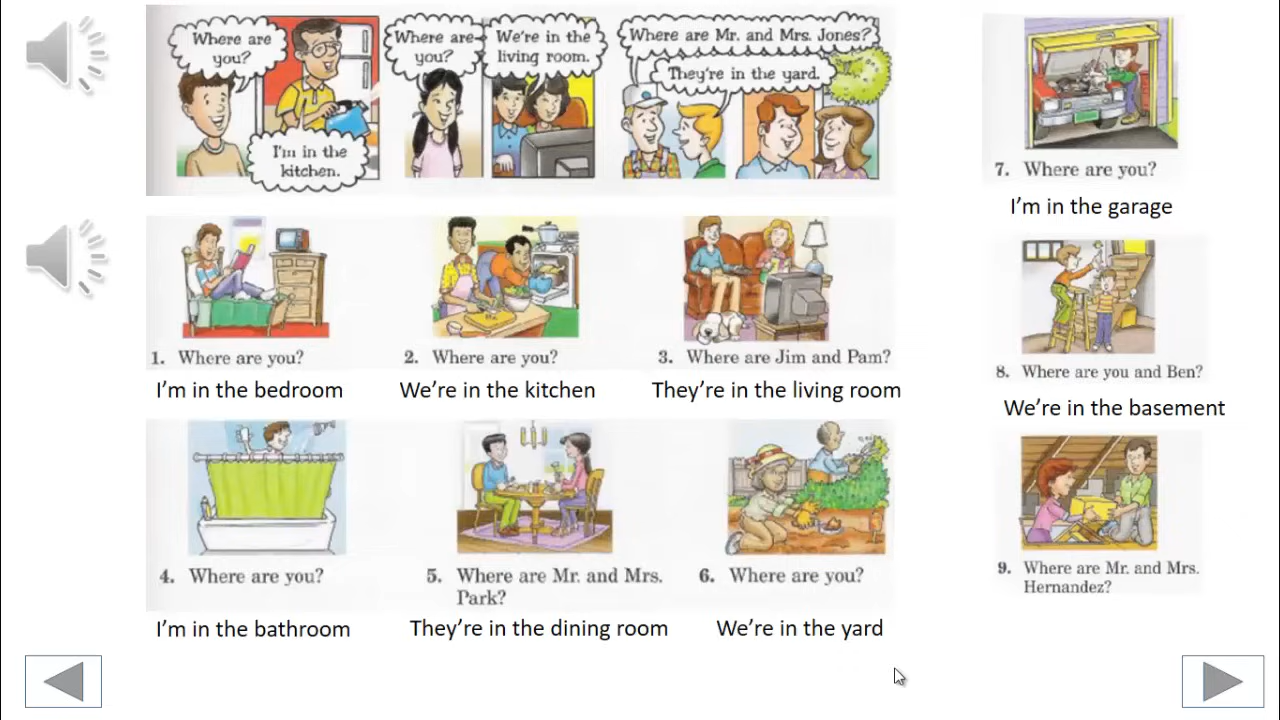 Where are
you?
I'm in the
kitchen.
Where are
you?
We're in the
living room.
Where are Mr. and Mrs. Jones?
They're in the yard.
1. Where are you?
I'm in the bedroom
2. Where are you?
We're in the kitchen
3. Where are Jim and Pam?
They're in the living room
4. Where are you?
I'm in the bathroom
5. Where are Mr. and Mrs.
Park?
They're in the dining room
6. Where are you?
We're in the yard
7. Where are you?
I'm in the garage
8. Where are you and Ben?
We're in the basement
9. Where are Mr. and Mrs.
Hernandez?